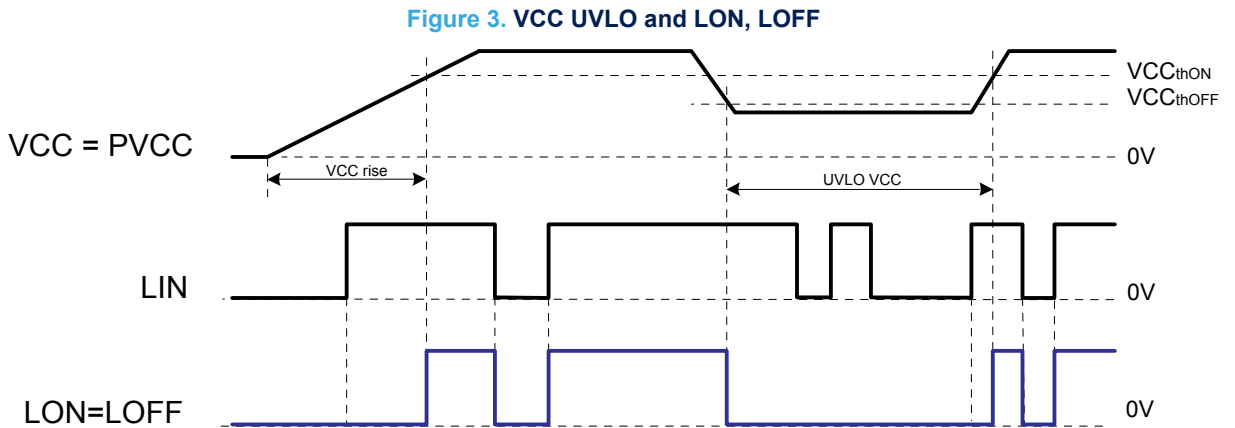 Figure 3. VCC UVLO and LON, LOFF
VCCthON
VCCthOFF
VCC = PVCC
0V
VCC rise
UVLO VCC
LIN
0V
LON=LOFF
0V